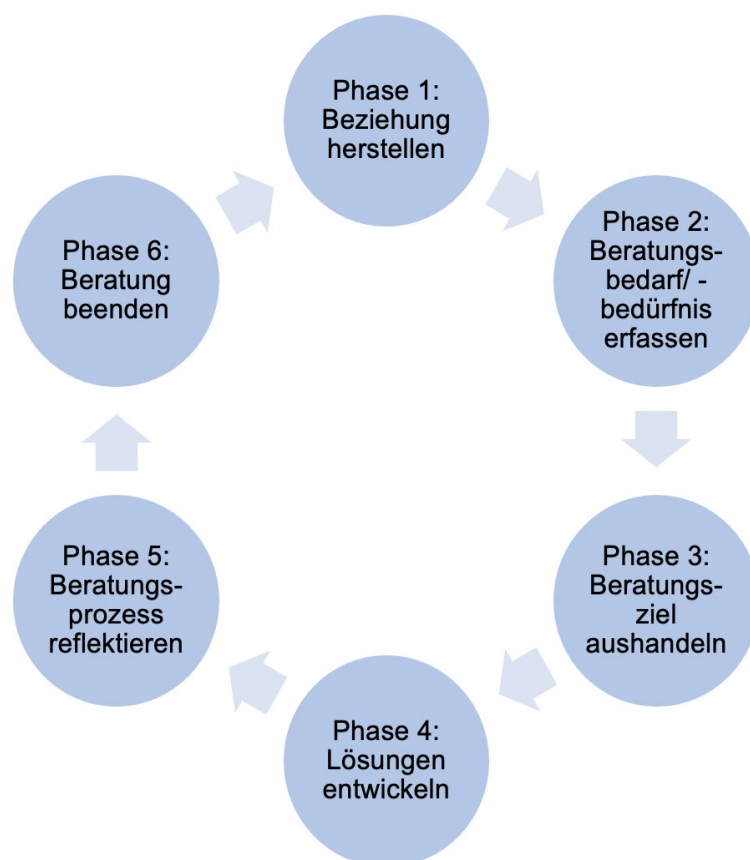 Phase 1:
Beziehung
herstellen
Phase 2:
Beratungs-
bedarf/ -
bedürfnis
erfassen
Phase 3:
Beratungs-
ziel
aushandeln
Phase 4:
Lösungen
entwickeln
Phase 5:
Beratungs-
prozess
reflektieren
Phase 6:
Beratung
beenden